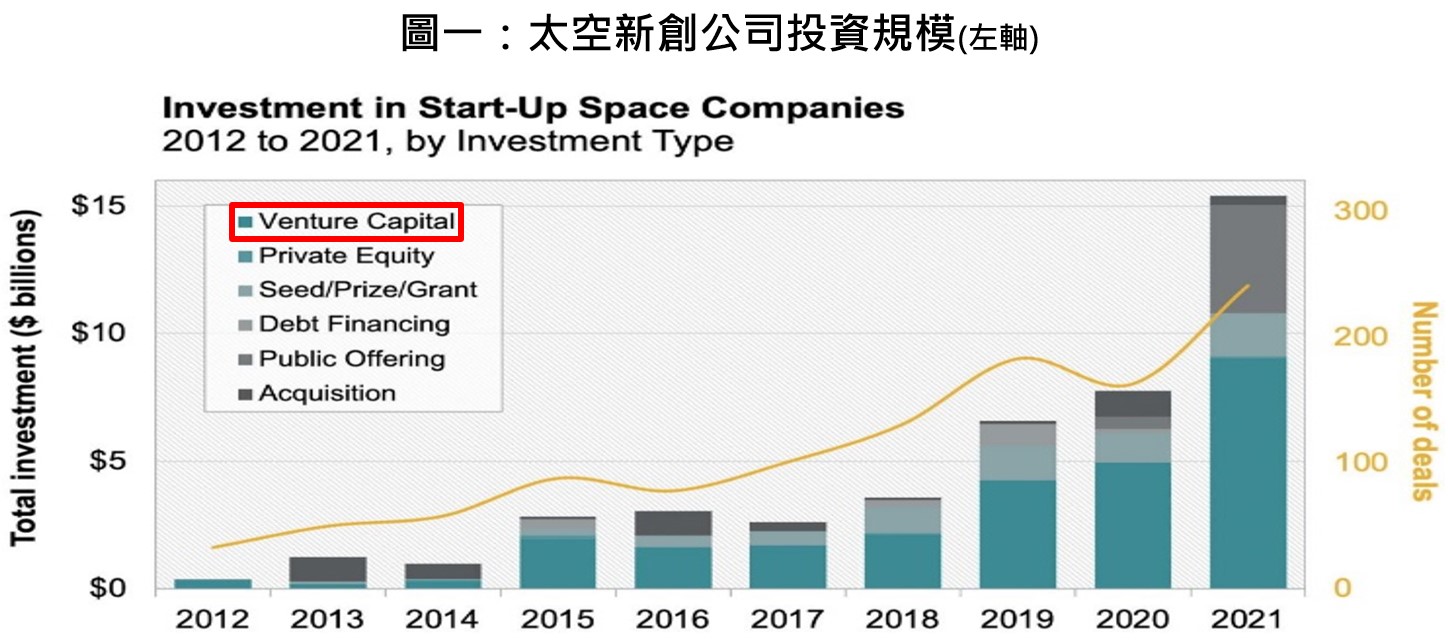 圖一：太空新創公司投資規模(左軸)
Investment in Start-Up Space Companies
2012 to 2021, by Investment Type
Total investment ($ billions)
$15
$10
$5
$0
Venture Capital
Private Equity
Seed/Prize/Grant
Debt Financing
Public Offering
Acquisition
300
200
100
0
Number of deals
2012 2013 2014 2015 2016 2017 2018 2019 2020 2021